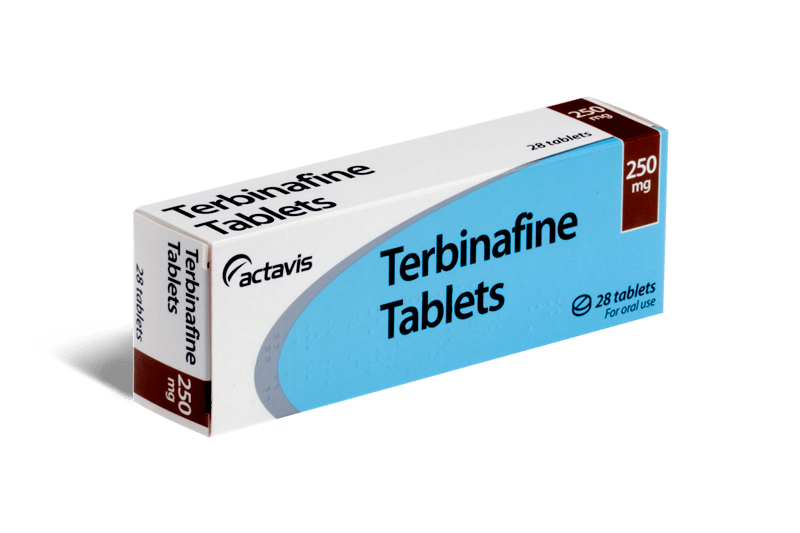 Terbinafine
Tablets
28 tablets
250
mg
actavis
Terbinafine
Tablets
250
mg
28 tablets
For oral use
Terbinafine
Tablets
28 tablets
250
mg